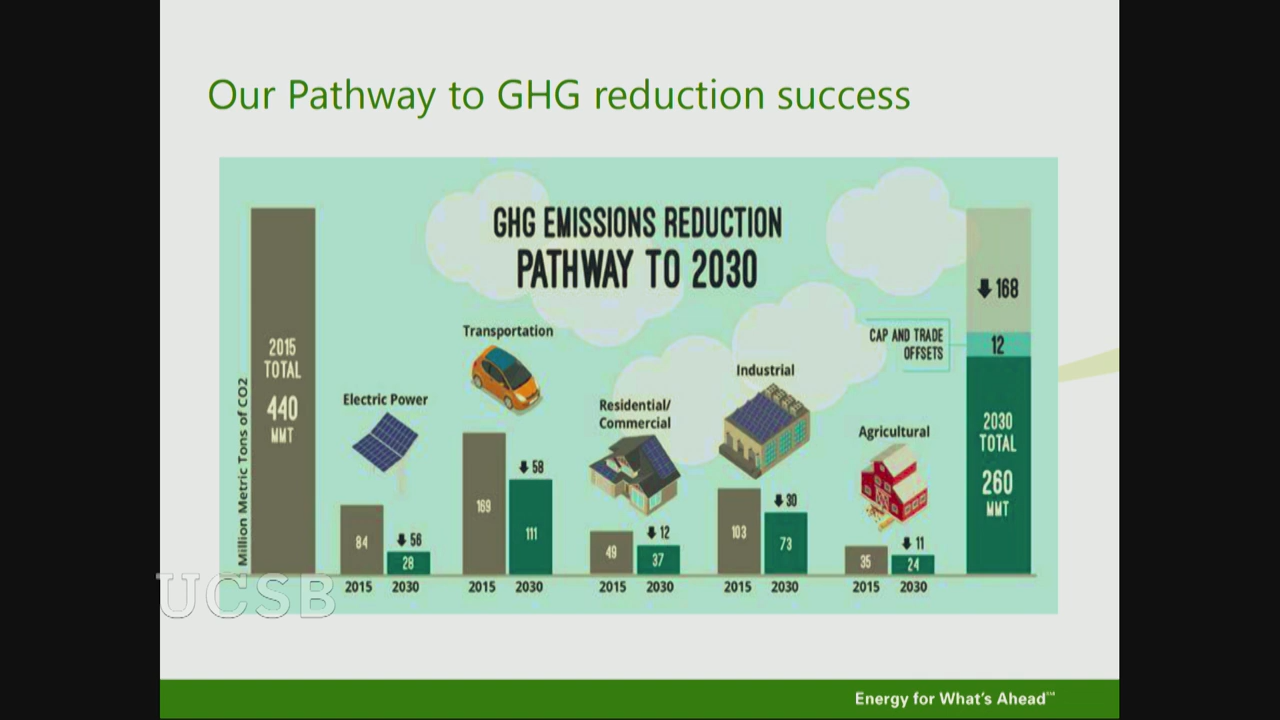 Our Pathway to GHG reduction success
GHG EMISSIONS REDUCTION
PATHWAY TO 2030
Million Metric Tons of CO2
2015
TOTAL
440
MMT
Electric Power
84
↓ 56
28
2015 2030
Transportation
169
↓ 58
111
2015 2030
Residential/
Commercial
49
↓ 12
37
2015 2030
Industrial
103
↓ 30
73
2015 2030
Agricultural
35
↓ 11
24
2015 2030
CAP AND TRADE
OFFSETS
↓ 168
12
2030
TOTAL
260
MMT
UCSB
Energy for What's Ahead℠